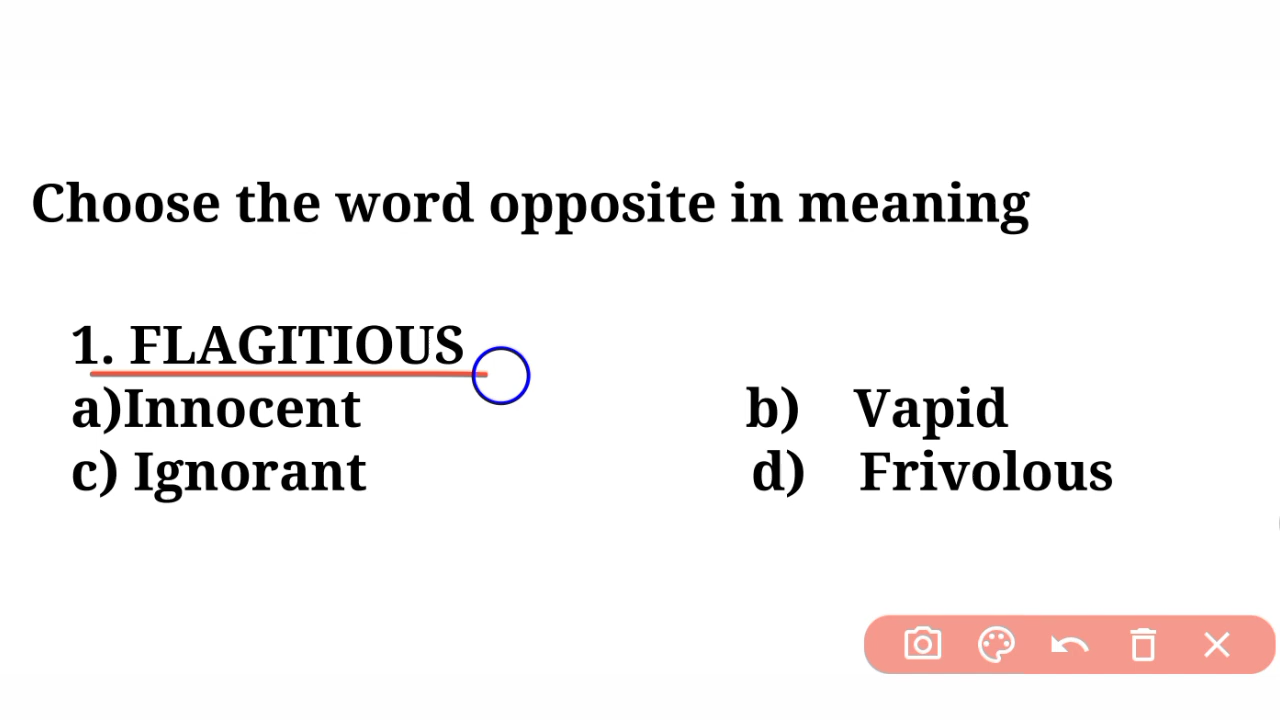 Choose the word opposite in meaning
1. FLAGITIOUS
a)Innocent b) Vapid
c) Ignorant d) Frivolous